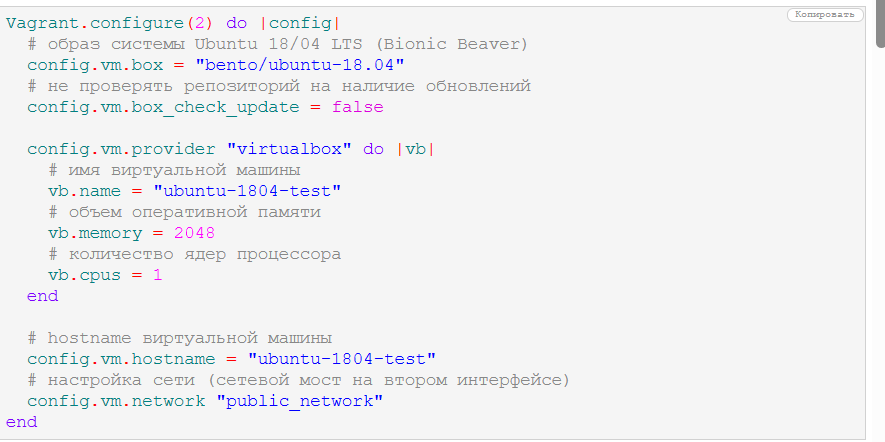 Копировать
Vagrant.configure(2) do |config|
  # образ системы Ubuntu 18/04 LTS (Bionic Beaver)
  config.vm.box = "bento/ubuntu-18.04"
  # не проверять репозиторий на наличие обновлений
  config.vm.box_check_update = false

  config.vm.provider "virtualbox" do |vb|
    # имя виртуальной машины
    vb.name = "ubuntu-1804-test"
    # объем оперативной памяти
    vb.memory = 2048
    # количество ядер процессора
    vb.cpus = 1
  end

  # hostname виртуальной машины
  config.vm.hostname = "ubuntu-1804-test"
  # настройка сети (сетевой мост на втором интерфейсе)
  config.vm.network "public_network"
end